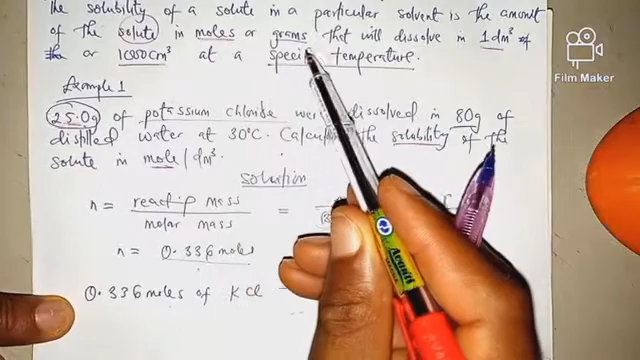 the solubility of a solute in a particular solvent is the amount
of the solute in moles or grams that will dissolve in 1dm³ of
the or 1000cm³ at a specific temperature.
Example 1
25.0g of potassium chloride were dissolved in 80g of
distilled water at 30°C. Calculate the solubility of the
solute in mole/dm³.
Solution
n = reacting mass =
molar mass
n = 0.336 moles
0.336 moles of KCl
Film Maker
Avanti